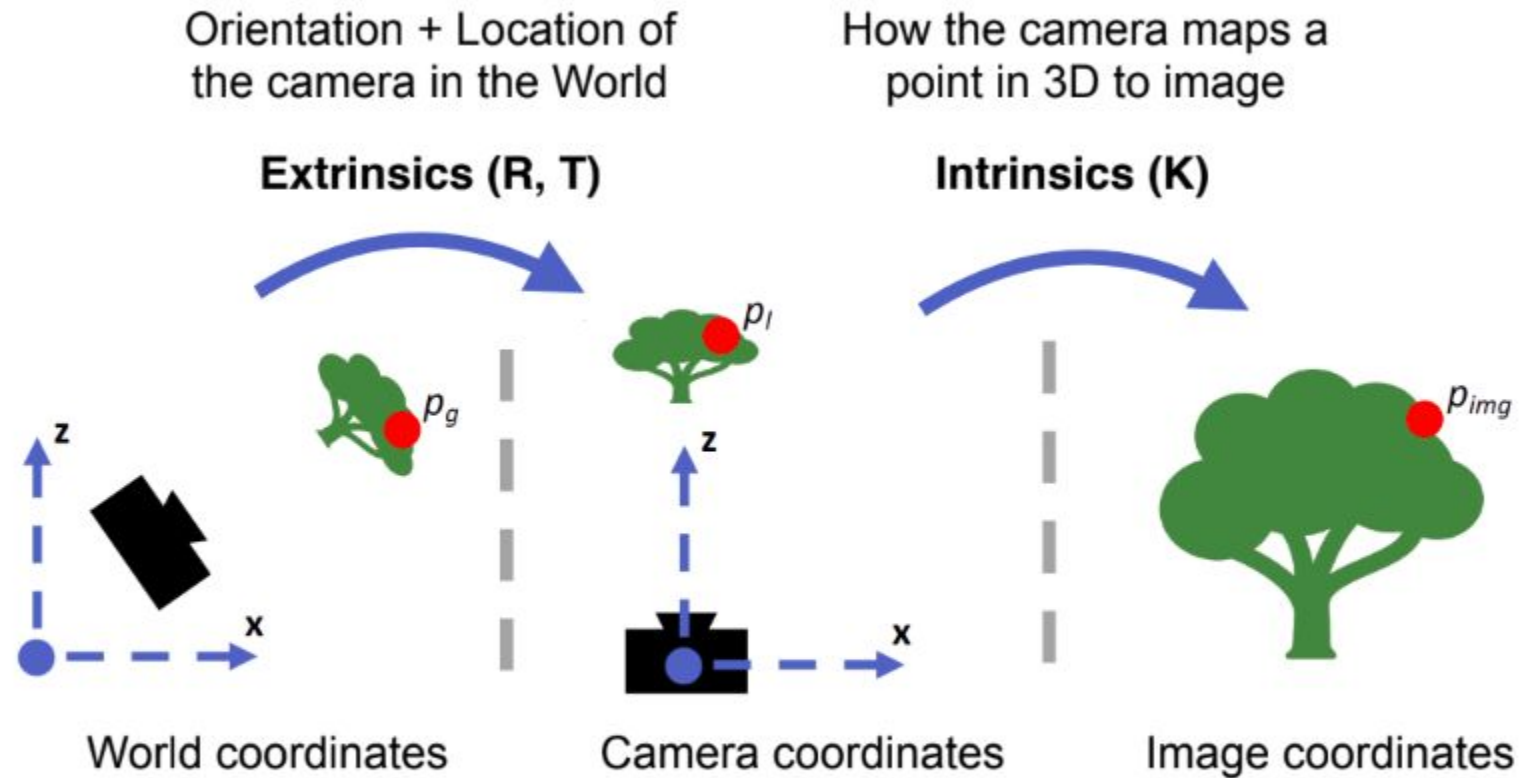 Orientation + Location of
the camera in the World
How the camera maps a
point in 3D to image
Extrinsics (R, T)
Intrinsics (K)
p_l
p_g
p_img
z
z
x
x
World coordinates
Camera coordinates
Image coordinates